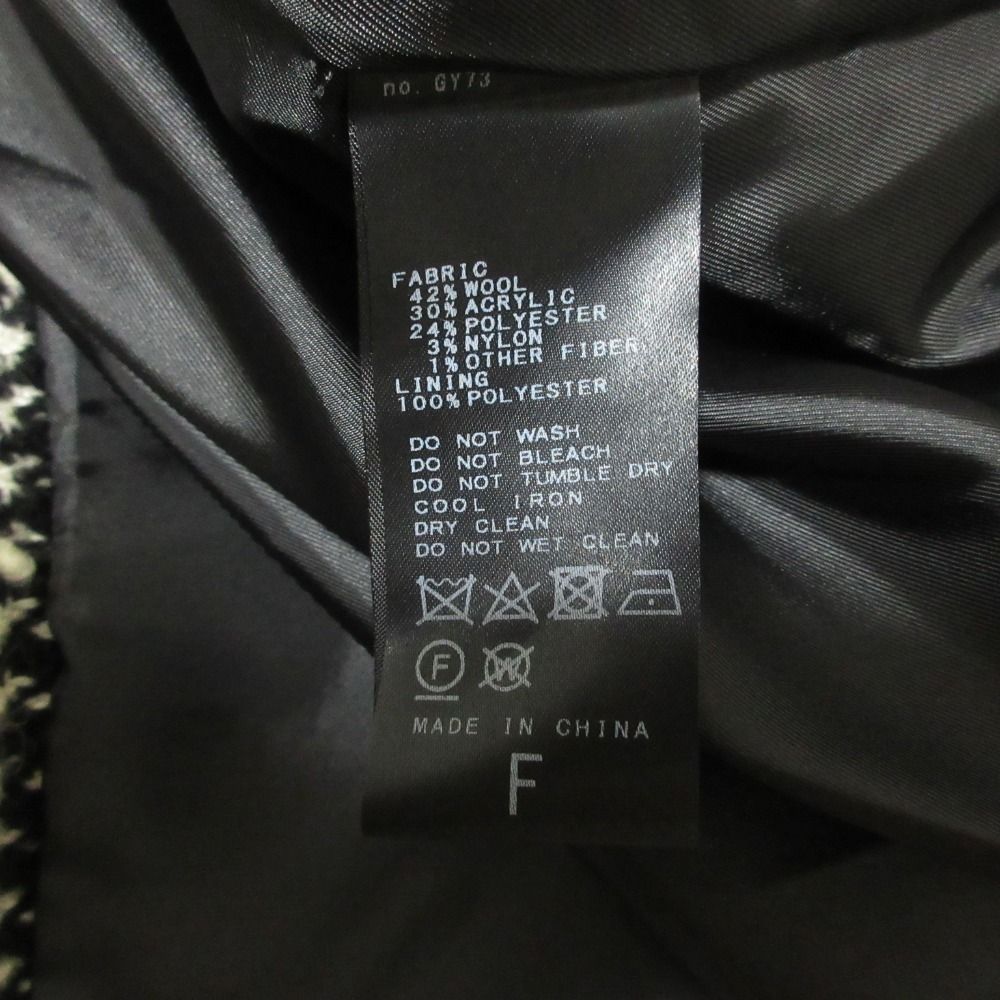 no. GY73
FABRIC
42% WOOL
30% ACRYLIC
24% POLYESTER
3% NYLON
1% OTHER FIBER
LINING
100% POLYESTER
DO NOT WASH
DO NOT BLEACH
DO NOT TUMBLE DRY
COOL IRON
DRY CLEAN
DO NOT WET CLEAN
F W
MADE IN CHINA
F